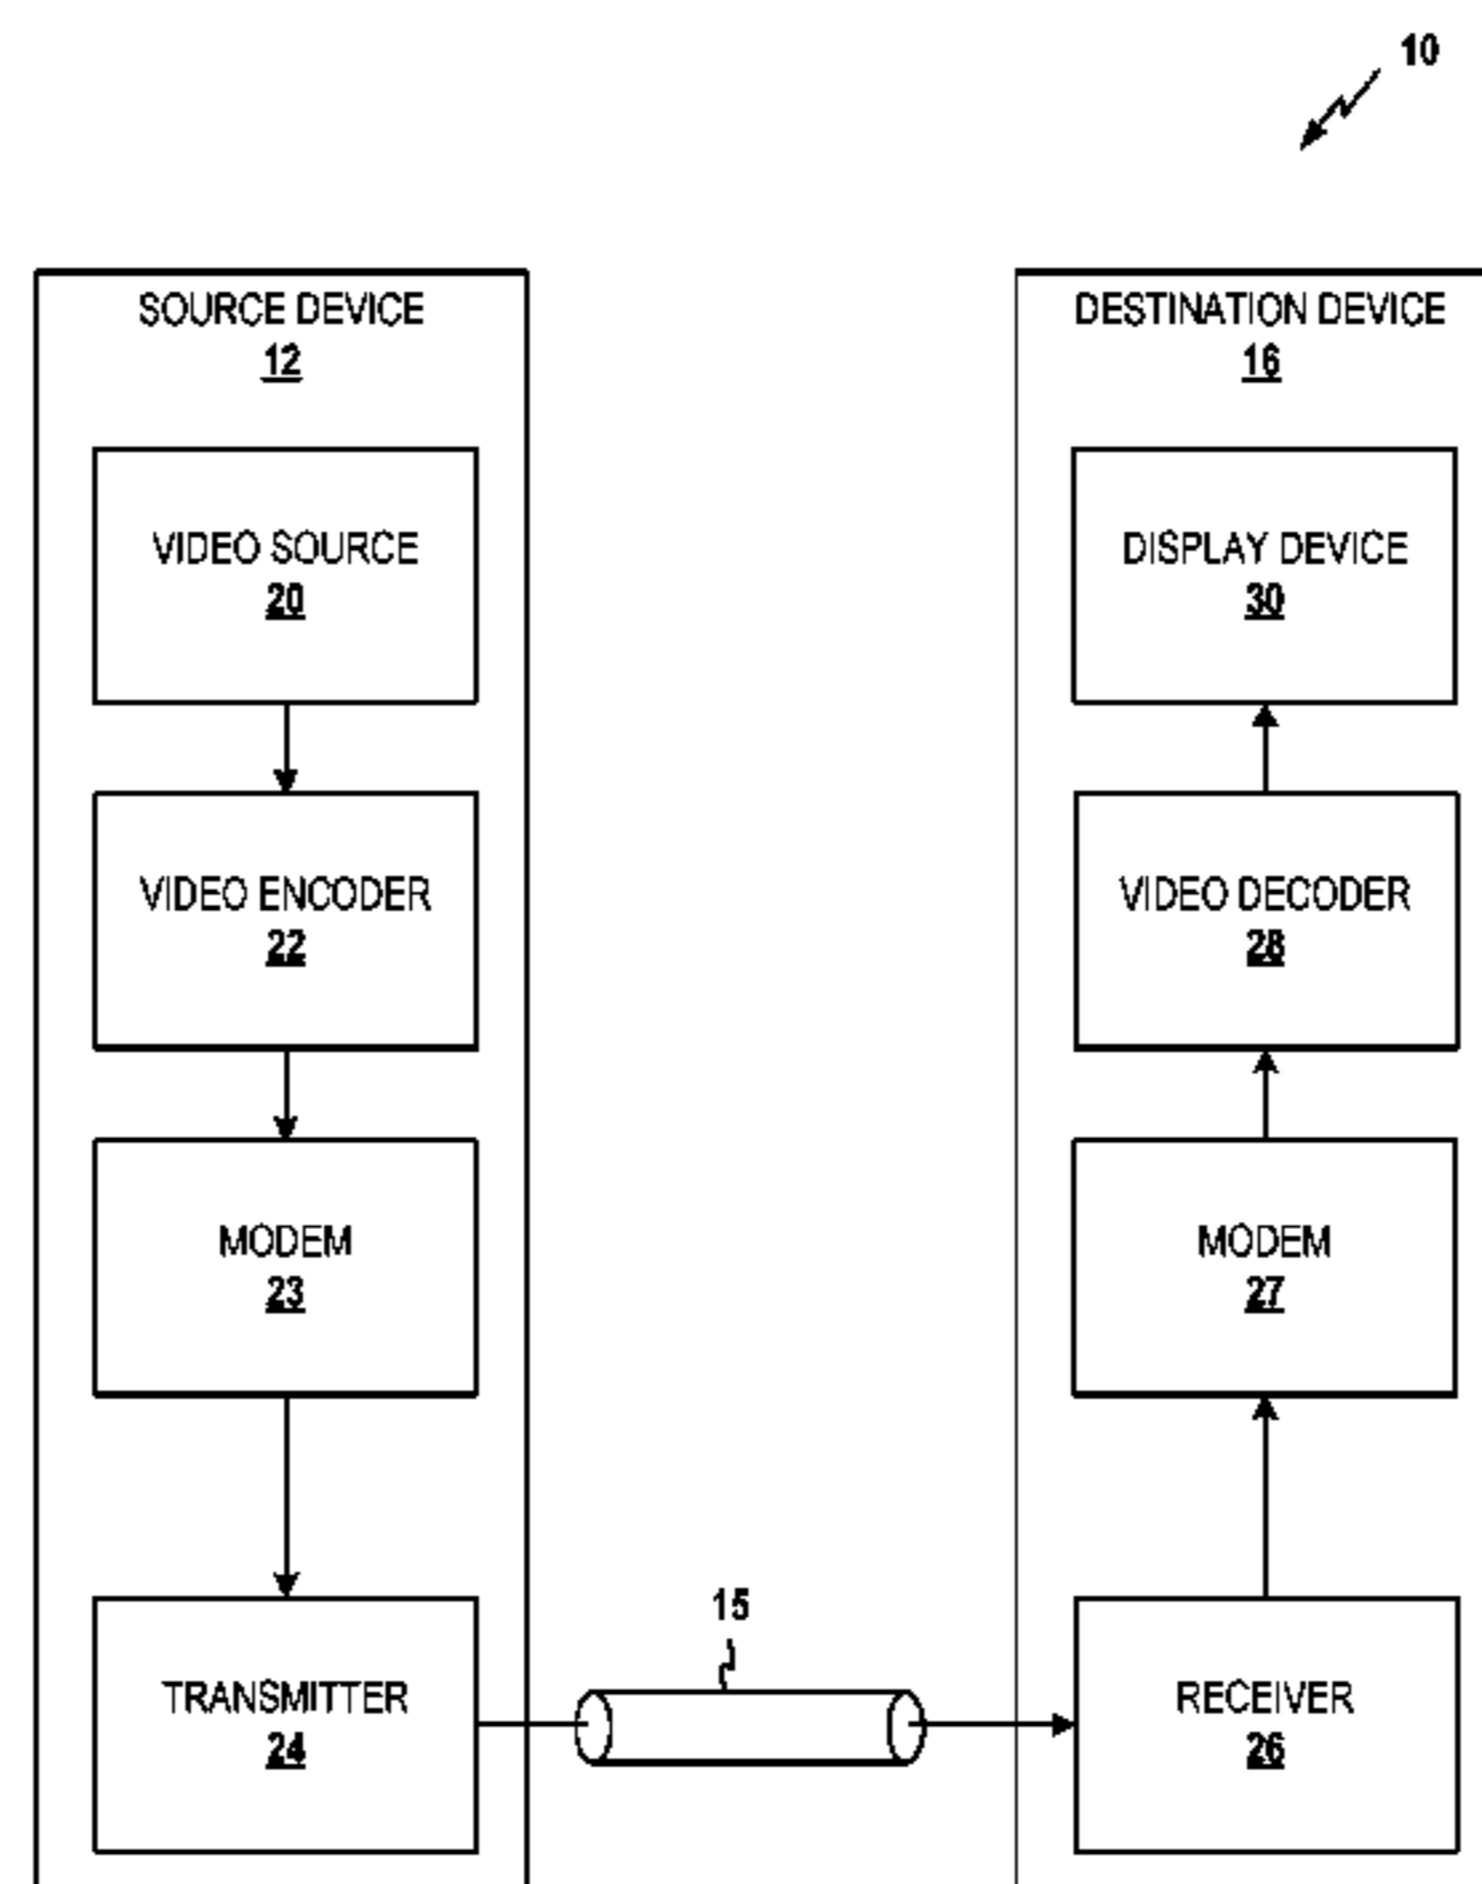 10
SOURCE DEVICE
12
VIDEO SOURCE
20
VIDEO ENCODER
22
MODEM
23
TRANSMITTER
24
15
DESTINATION DEVICE
16
DISPLAY DEVICE
30
VIDEO DECODER
28
MODEM
27
RECEIVER
26